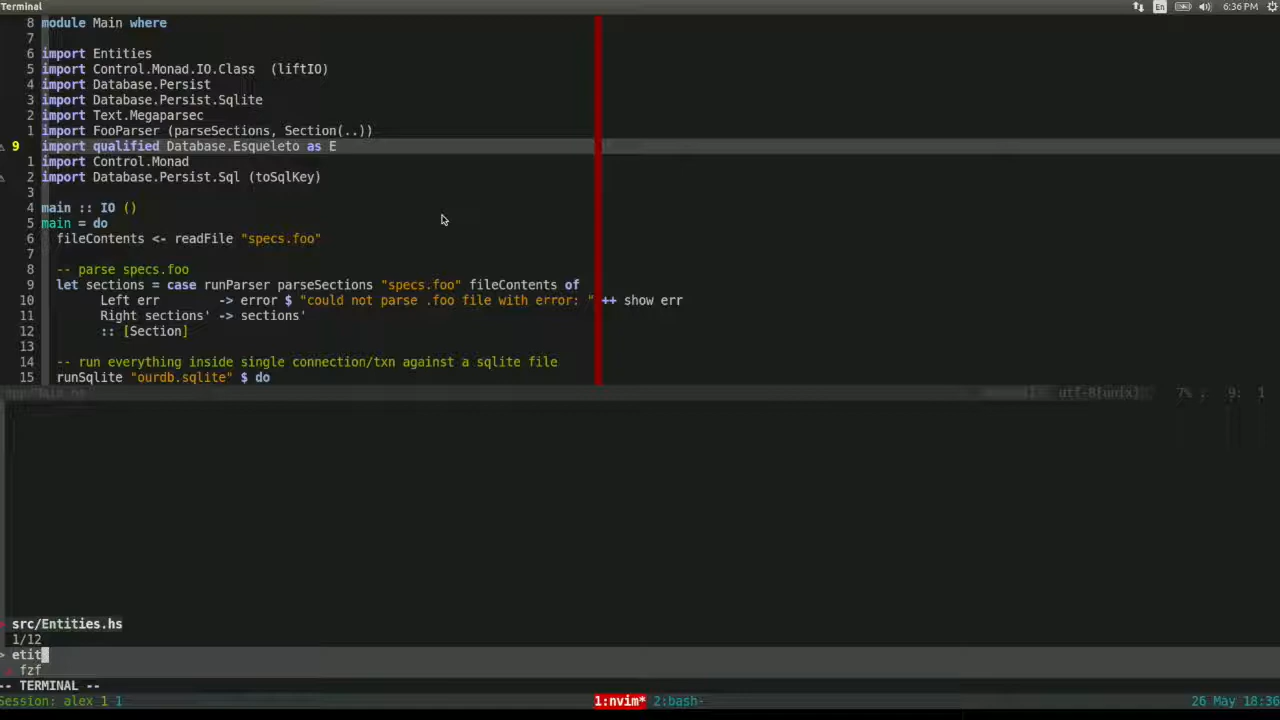 Terminal En 6:36 PM
8 module Main where
7
6 import Entities
5 import Control.Monad.IO.Class  (liftIO)
4 import Database.Persist
3 import Database.Persist.Sqlite
2 import Text.Megaparsec
1 import FooParser (parseSections, Section(..))
9 import qualified Database.Esqueleto as E
1 import Control.Monad
2 import Database.Persist.Sql (toSqlKey)
3
4 main :: IO ()
5 main = do
6   fileContents <- readFile "specs.foo"
7
8   -- parse specs.foo
9   let sections = case runParser parseSections "specs.foo" fileContents of
10         Left err        -> error $ "could not parse .foo file with error: " ++ show err
11         Right sections' -> sections'
12         :: [Section]
13
14   -- run everything inside single connection/txn against a sqlite file
15   runSqlite "ourdb.sqlite" $ do
utf-8[unix] 7% : 9: 1
src/Entities.hs
1/12
> etit
fzf
-- TERMINAL --
Session: alex 1 1 1:nvim* 2:bash- 26 May 18:36